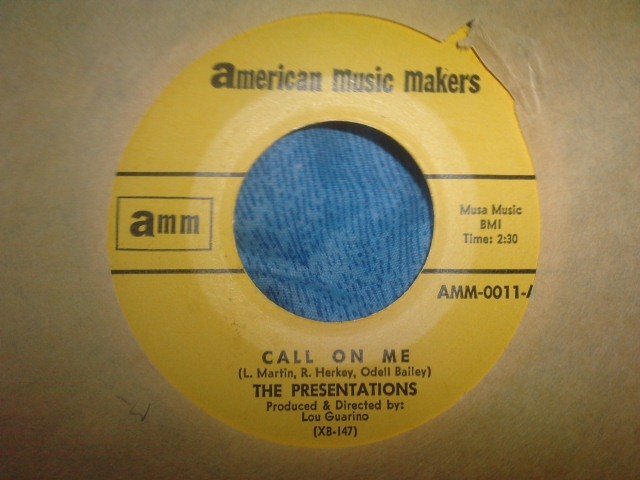 american music makers
amm
Musa Music
BMI
Time: 2:30
AMM-0011-
CALL ON ME
(L. Martin, R. Herkey, Odell Bailey)
THE PRESENTATIONS
Produced & Directed by:
Lou Guarino
(XB-147)